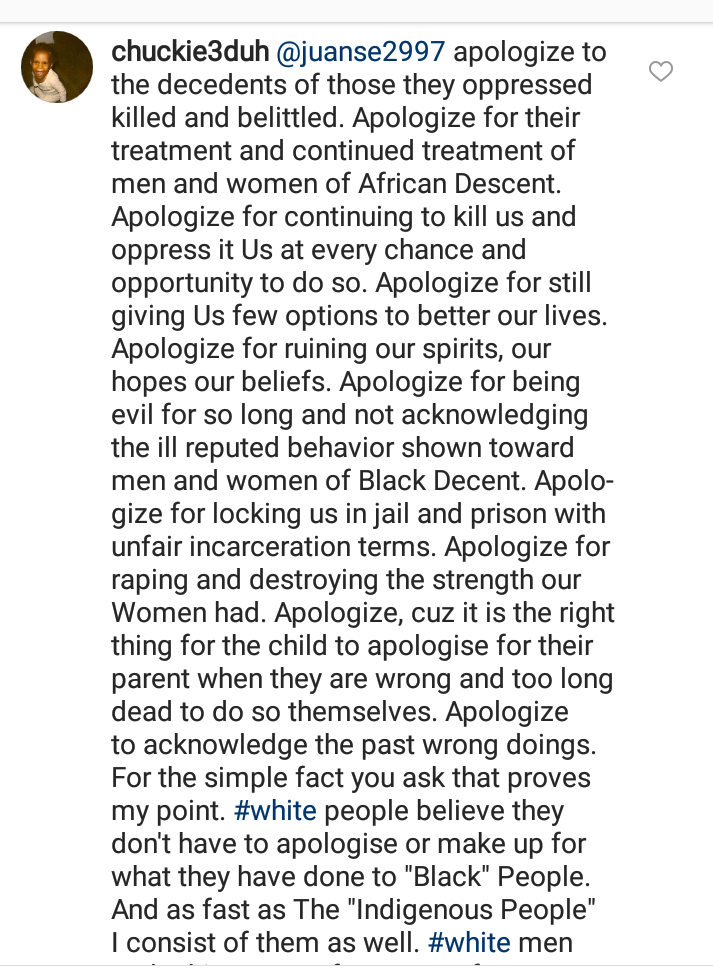 chuckie3duh @juanse2997 apologize to
the decedents of those they oppressed
killed and belittled. Apologize for their
treatment and continued treatment of
men and women of African Descent.
Apologize for continuing to kill us and
oppress it Us at every chance and
opportunity to do so. Apologize for still
giving Us few options to better our lives.
Apologize for ruining our spirits, our
hopes our beliefs. Apologize for being
evil for so long and not acknowledging
the ill reputed behavior shown toward
men and women of Black Decent. Apolo-
gize for locking us in jail and prison with
unfair incarceration terms. Apologize for
raping and destroying the strength our
Women had. Apologize, cuz it is the right
thing for the child to apologise for their
parent when they are wrong and too long
dead to do so themselves. Apologize
to acknowledge the past wrong doings.
For the simple fact you ask that proves
my point. #white people believe they
don't have to apologise or make up for
what they have done to "Black" People.
And as fast as The "Indigenous People"
I consist of them as well. #white men